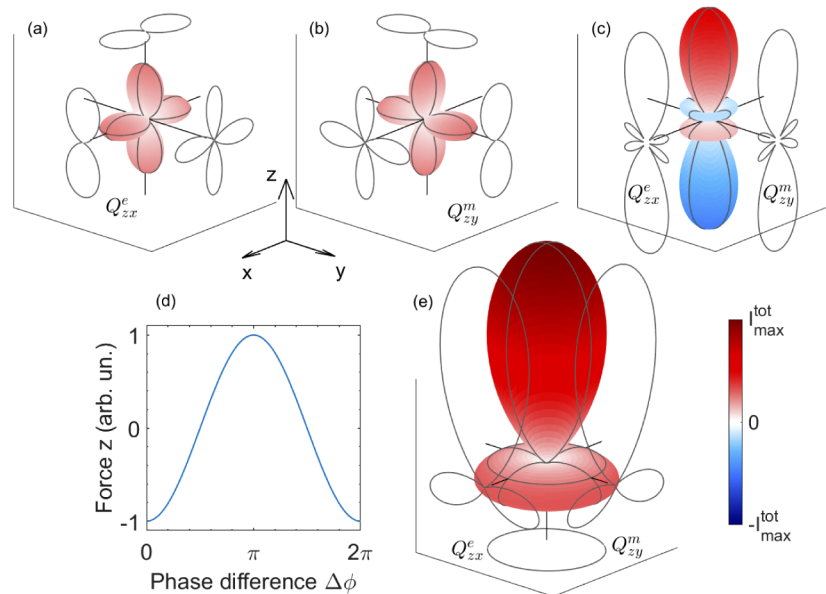 (a)
(b)
(c)
Q^e_{zx}
Q^m_{zy}
Q^e_{zx}
Q^m_{zy}
z
x
y
(d)
(e)
1
0
-1
Force z (arb. un.)
0
π
2π
Phase difference Δϕ
Q^e_{zx}
Q^m_{zy}
I^{tot}_{max}
0
-I^{tot}_{max}